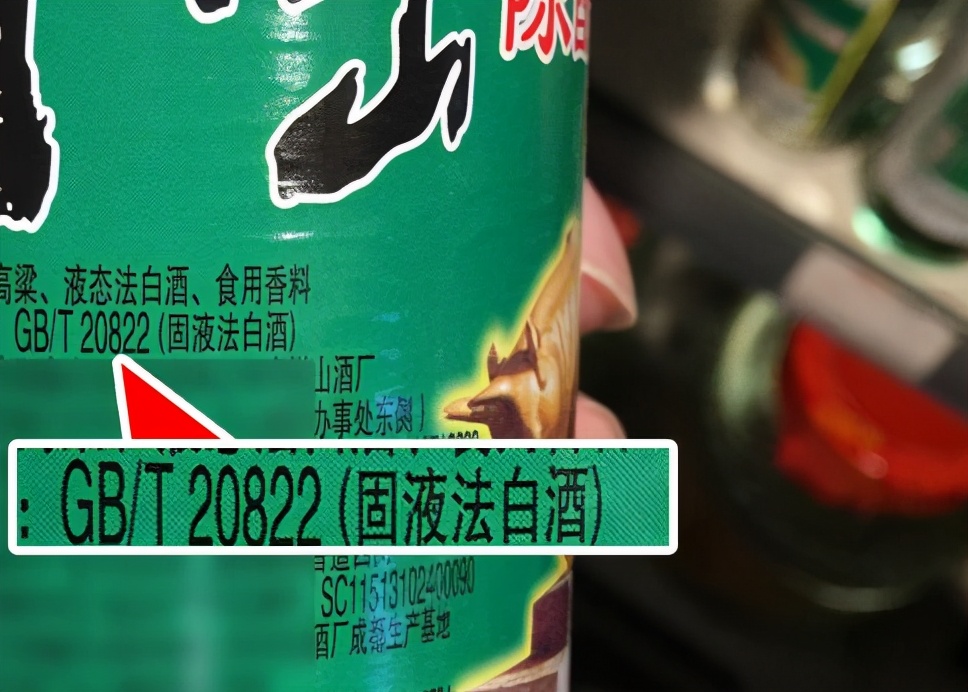 陈
高粱、液态法白酒、食用香料
GB/T 20822 (固液法白酒)
山酒厂
办事处东侧)
: GB/T 20822 (固液法白酒)
SC11513102400090
酒厂成都生产基地